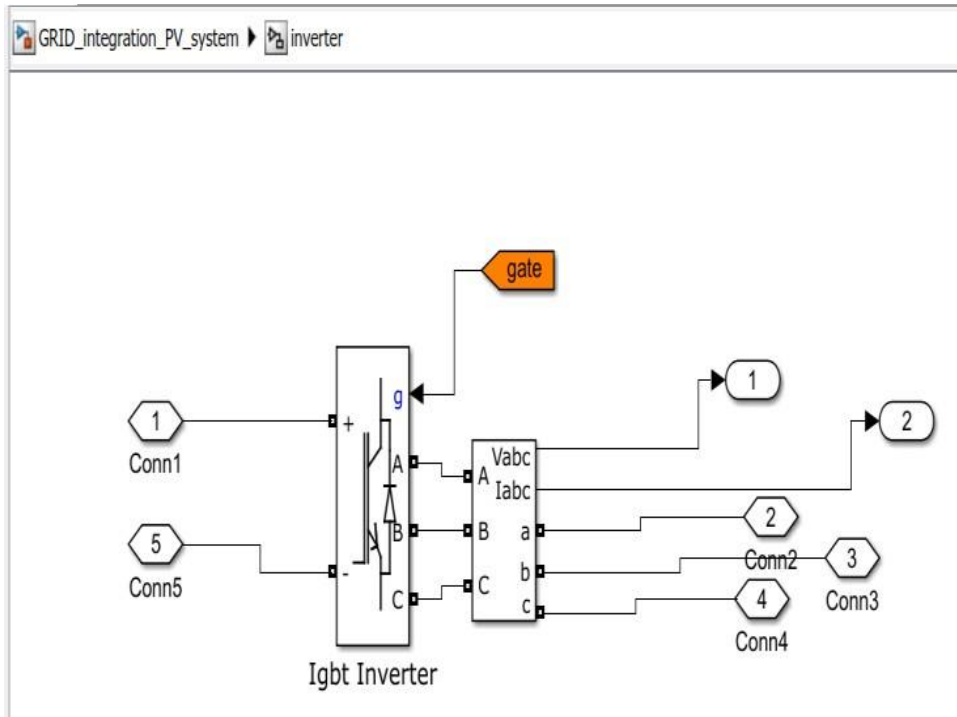 GRID_integration_PV_system inverter
gate
1
g
2
1
+
Vabc
Conn1
A
A
Iabc
2
5
B
B
a
Conn2
3
-
b
Conn5
C
C
c
4
Conn3
Conn4
Igbt Inverter